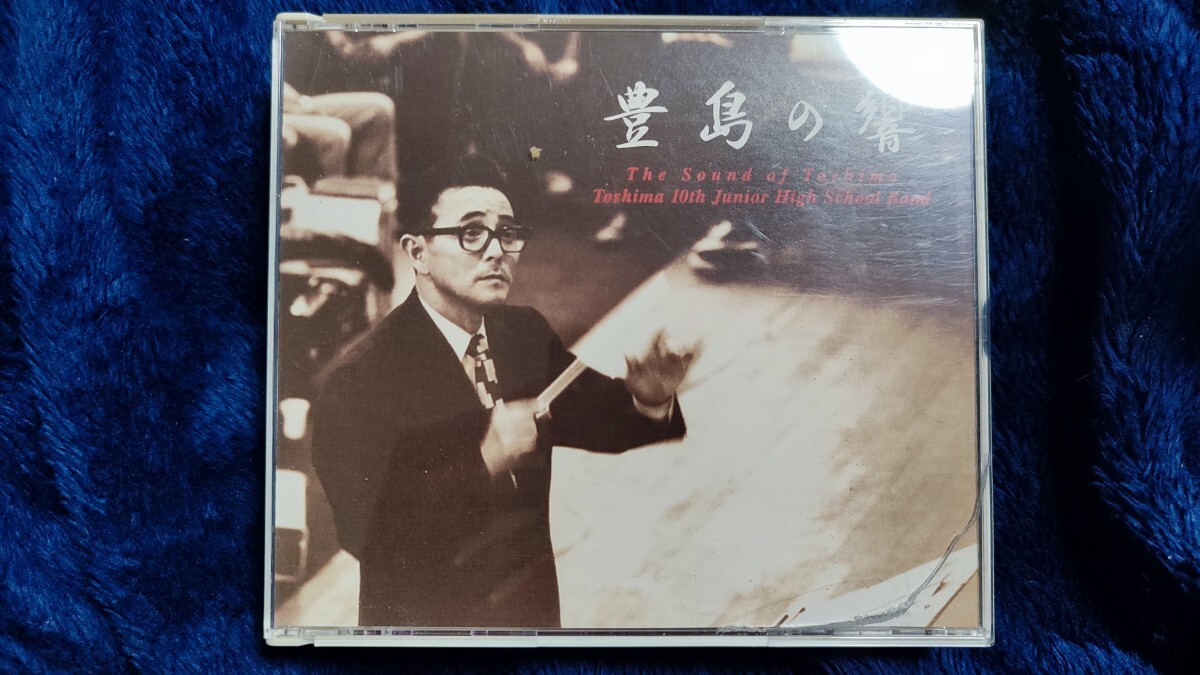 豊島の響
The Sound of Toshima
Toshima 10th Junior High School Band